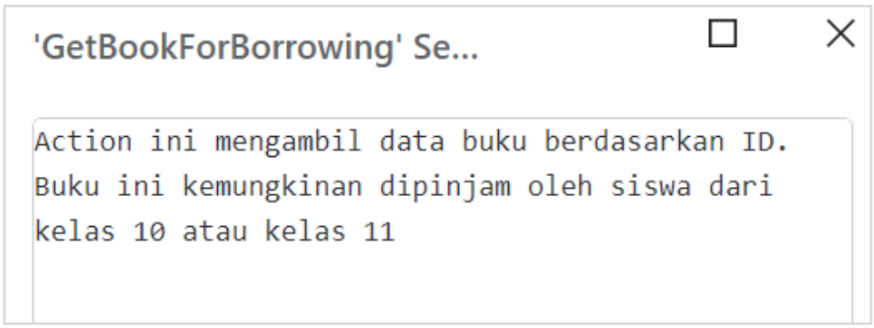 'GetBookForBorrowing' Se...
Action ini mengambil data buku berdasarkan ID.
Buku ini kemungkinan dipinjam oleh siswa dari
kelas 10 atau kelas 11